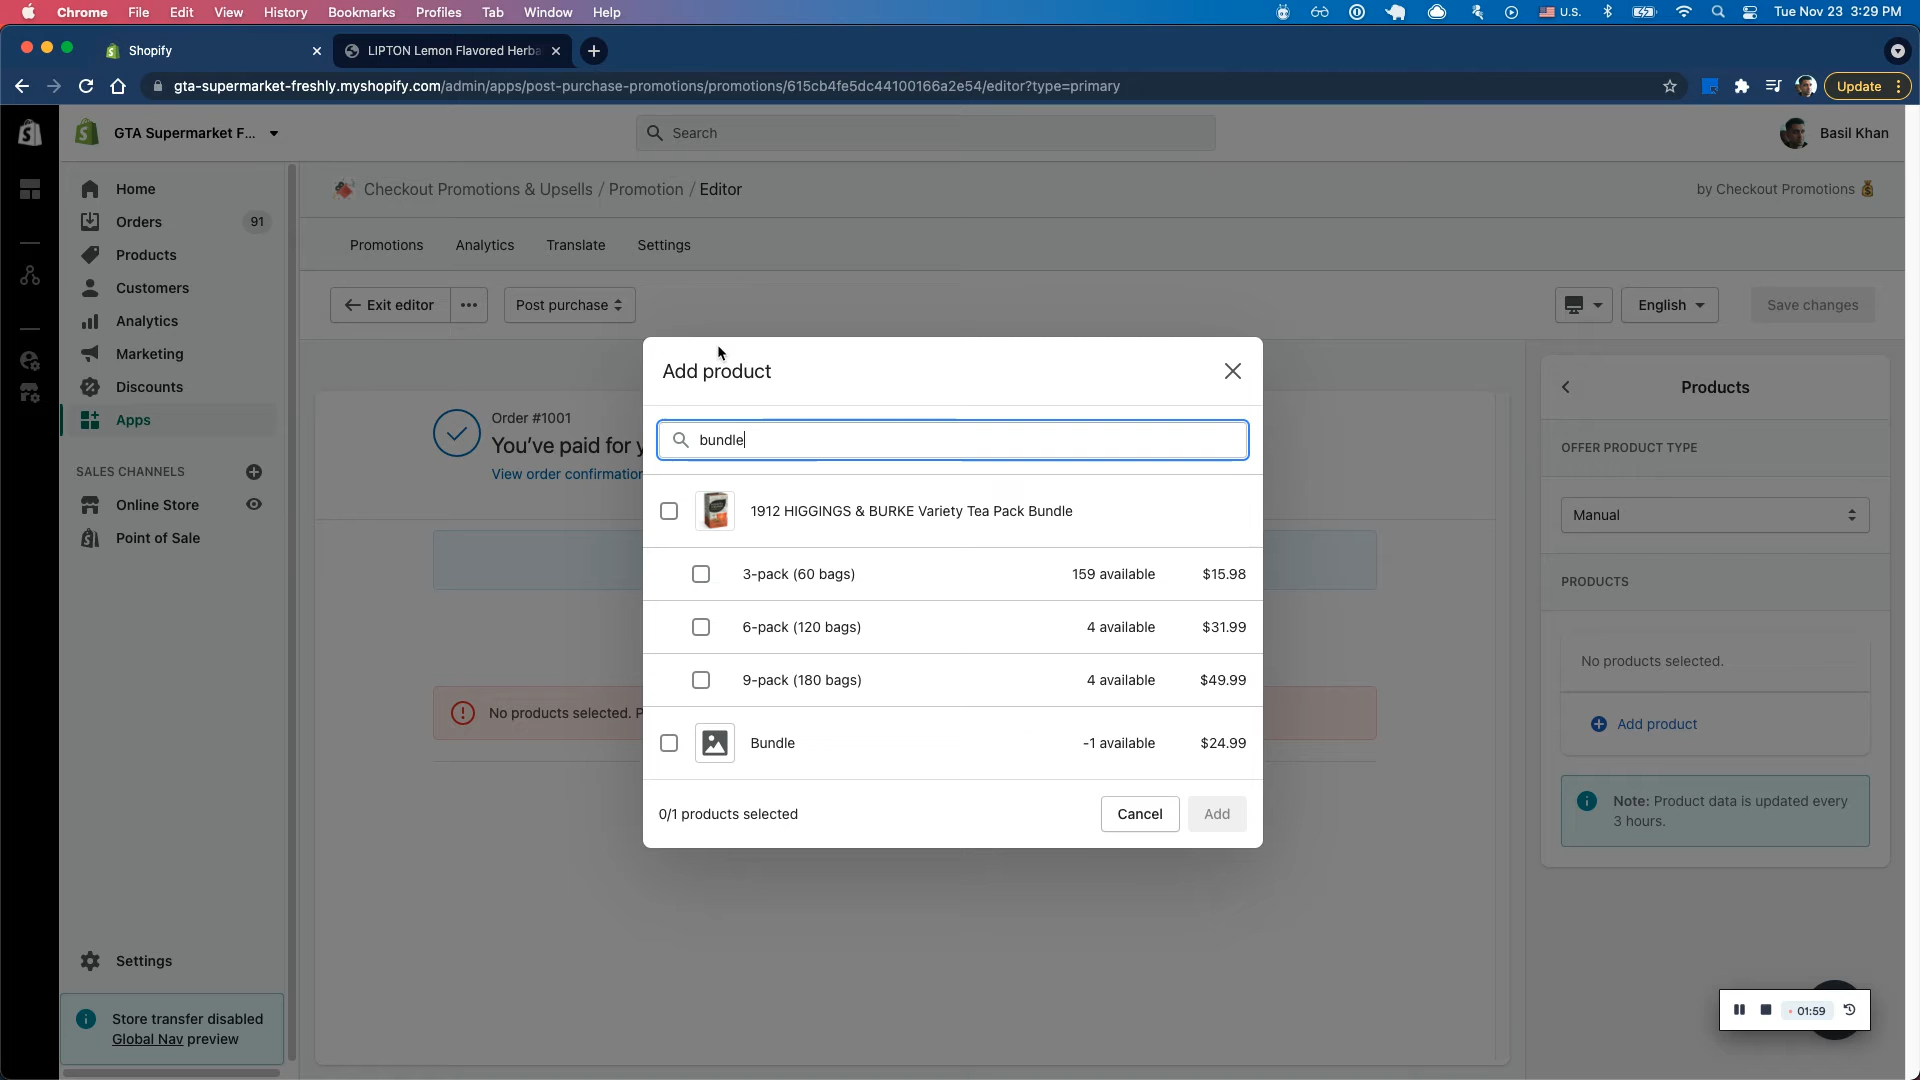 Chrome File Edit View History Bookmarks Profiles Tab Window Help U.S. Tue Nov 23 3:29 PM
Shopify LIPTON Lemon Flavored Herba
gta-supermarket-freshly.myshopify.com/admin/apps/post-purchase-promotions/promotions/615cb4fe5dc44100166a2e54/editor?type=primary Update
GTA Supermarket F... Search Basil Khan
Home
Orders 91
Products
Customers
Analytics
Marketing
Discounts
Apps
SALES CHANNELS
Online Store
Point of Sale
Settings
Store transfer disabled
Global Nav preview
Checkout Promotions & Upsells / Promotion / Editor by Checkout Promotions
Promotions Analytics Translate Settings
Exit editor Post purchase English Save changes
Order #1001
You've paid for y
View order confirmation
No products selected. P
Add product
bundle
1912 HIGGINGS & BURKE Variety Tea Pack Bundle
3-pack (60 bags) 159 available $15.98
6-pack (120 bags) 4 available $31.99
9-pack (180 bags) 4 available $49.99
Bundle -1 available $24.99
0/1 products selected Cancel Add
Products
OFFER PRODUCT TYPE
Manual
PRODUCTS
No products selected.
Add product
Note: Product data is updated every
3 hours.
01:59